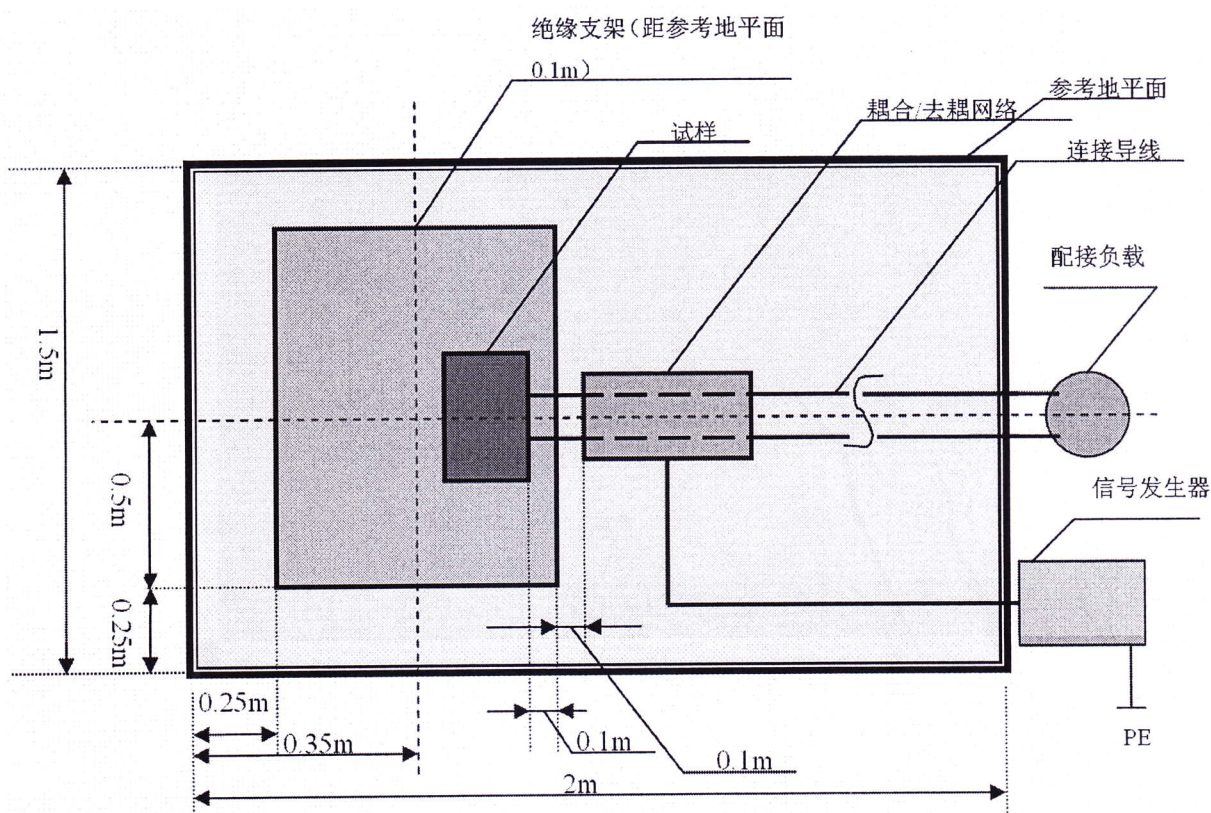 绝缘支架(距参考地平面
0.1m)
参考地平面
耦合/去耦网络
试样
连接导线
配接负载
1.5m
0.5m
信号发生器
0.25m
0.25m
0.35m
0.1m
0.1m
PE
2m